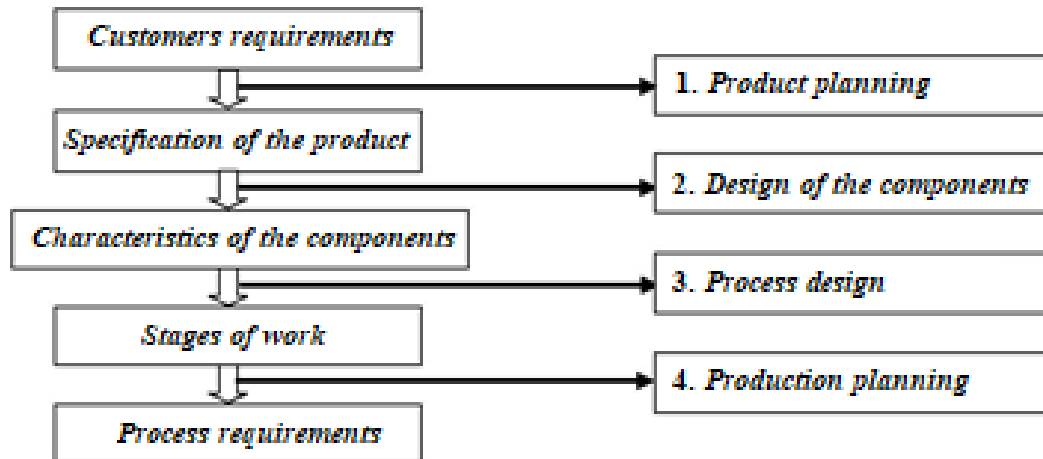 Customers requirements
1. Product planning
Specification of the product
2. Design of the components
Characteristics of the components
3. Process design
Stages of work
4. Production planning
Process requirements